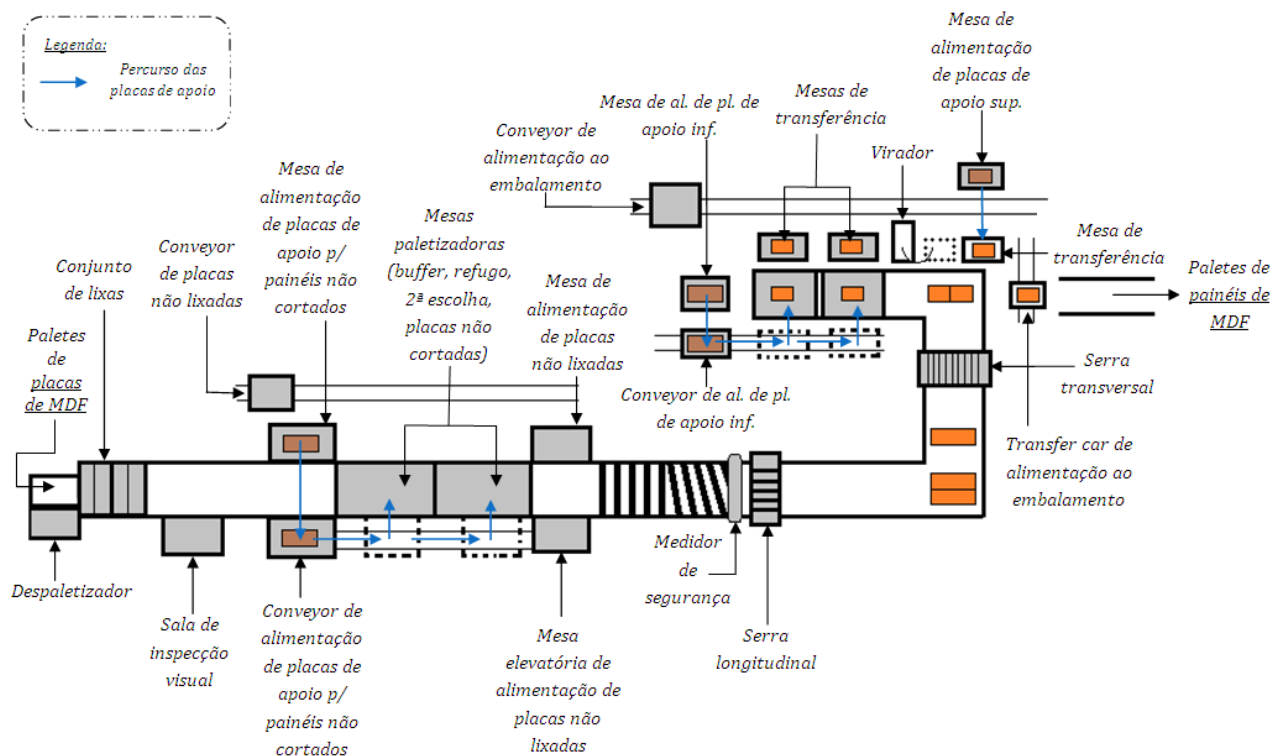 Legenda:
Percurso das
placas de apoio
Mesa de
alimentação
de placas de
apoio sup.
Mesa de al. de pl. de
apoio inf.
Mesas de
transferência
Conveyor de
alimentação ao
embalamento
Virador
Mesa de
alimentação
de placas de
apoio p/
painéis não
cortados
Mesas
paletizadoras
(buffer, refugo,
2ª escolha,
placas não
cortadas)
Mesa de
transferência
Conveyor
de placas
não lixadas
Conjunto
de lixas
Mesa de
alimentação
de placas
não lixadas
Paletes de
painéis de
MDF
Paletes
de
placas
de MDF
Serra
transversal
Conveyor de al. de pl.
de apoio inf.
Transfer car de
alimentação ao
embalamento
Despaletizador
Sala de
inspecção
visual
Conveyor de
alimentação
de placas de
apoio p/
painéis não
cortados
Mesa
elevatória de
alimentação de
placas não
lixadas
Medidor
de
segurança
Serra
longitudinal